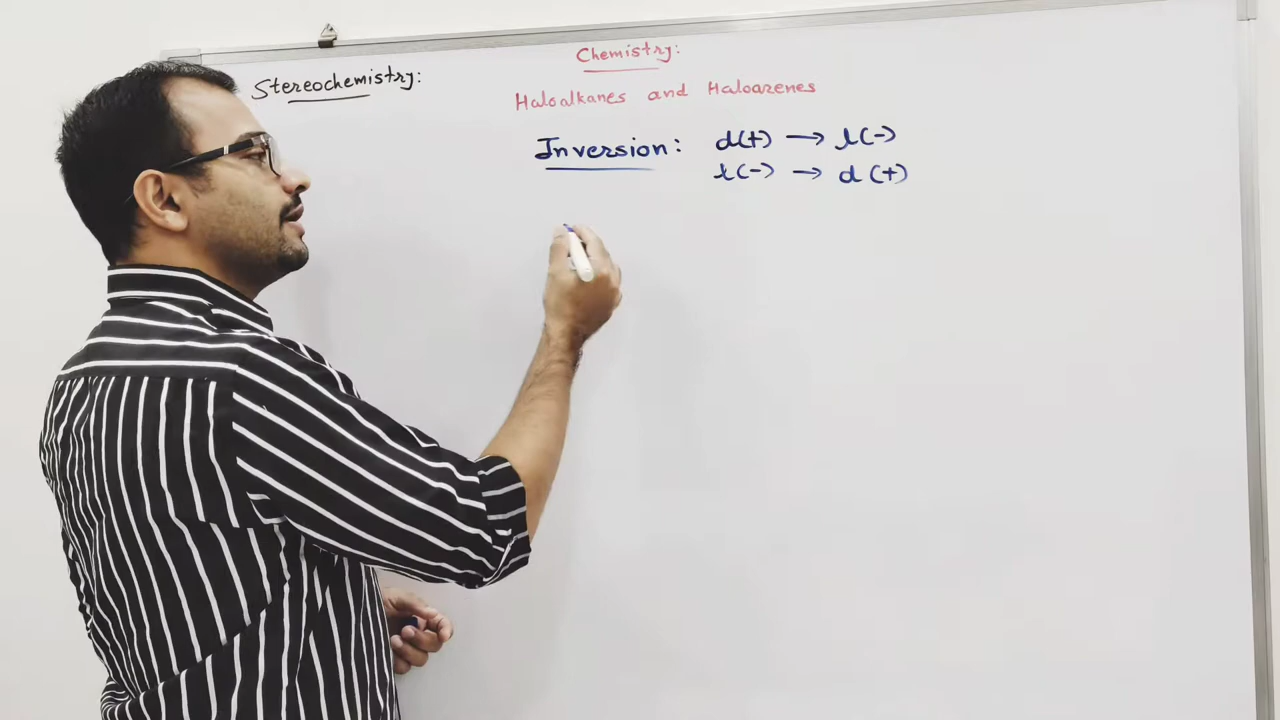 Chemistry:
Stereochemistry:
Haloalkanes and Haloarenes
Inversion: d(+) → l(-)
l(-) → d(+)